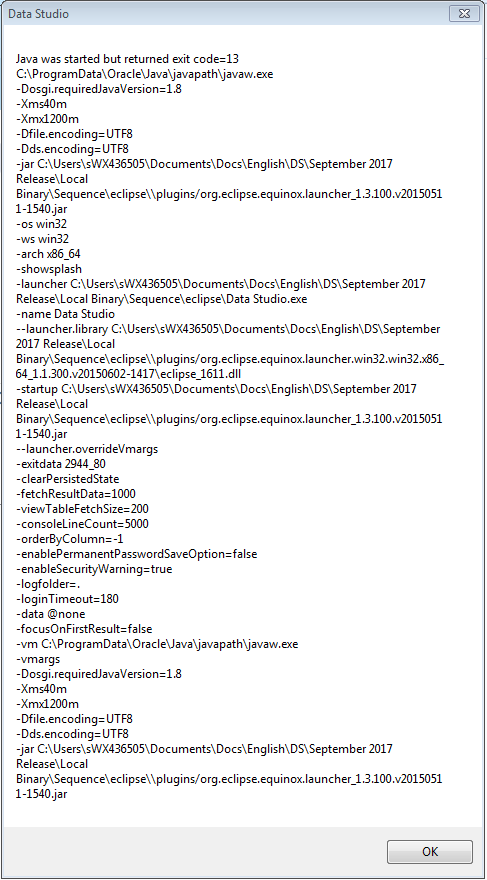 Data Studio
Java was started but returned exit code=13
C:\ProgramData\Oracle\Java\javapath\javaw.exe
-Dosgi.requiredJavaVersion=1.8
-Xms40m
-Xmx1200m
-Dfile.encoding=UTF8
-Dds.encoding=UTF8
-jar C:\Users\sWX436505\Documents\Docs\English\DS\September 2017
Release\Local
Binary\Sequence\eclipse\\plugins/org.eclipse.equinox.launcher_1.3.100.v2015051
1-1540.jar
-os win32
-ws win32
-arch x86_64
-showsplash
-launcher C:\Users\sWX436505\Documents\Docs\English\DS\September 2017
Release\Local Binary\Sequence\eclipse\Data Studio.exe
-name Data Studio
--launcher.library C:\Users\sWX436505\Documents\Docs\English\DS\September
2017 Release\Local
Binary\Sequence\eclipse\\plugins/org.eclipse.equinox.launcher.win32.win32.x86_
64_1.1.300.v20150602-1417\eclipse_1611.dll
-startup C:\Users\sWX436505\Documents\Docs\English\DS\September 2017
Release\Local
Binary\Sequence\eclipse\\plugins/org.eclipse.equinox.launcher_1.3.100.v2015051
1-1540.jar
--launcher.overrideVmargs
-exitdata 2944_80
-clearPersistedState
-fetchResultData=1000
-viewTableFetchSize=200
-consoleLineCount=5000
-orderByColumn=-1
-enablePermanentPasswordSaveOption=false
-enableSecurityWarning=true
-logfolder=.
-loginTimeout=180
-data @none
-focusOnFirstResult=false
-vm C:\ProgramData\Oracle\Java\javapath\javaw.exe
-vmargs
-Dosgi.requiredJavaVersion=1.8
-Xms40m
-Xmx1200m
-Dfile.encoding=UTF8
-Dds.encoding=UTF8
-jar C:\Users\sWX436505\Documents\Docs\English\DS\September 2017
Release\Local
Binary\Sequence\eclipse\\plugins/org.eclipse.equinox.launcher_1.3.100.v2015051
1-1540.jar
OK